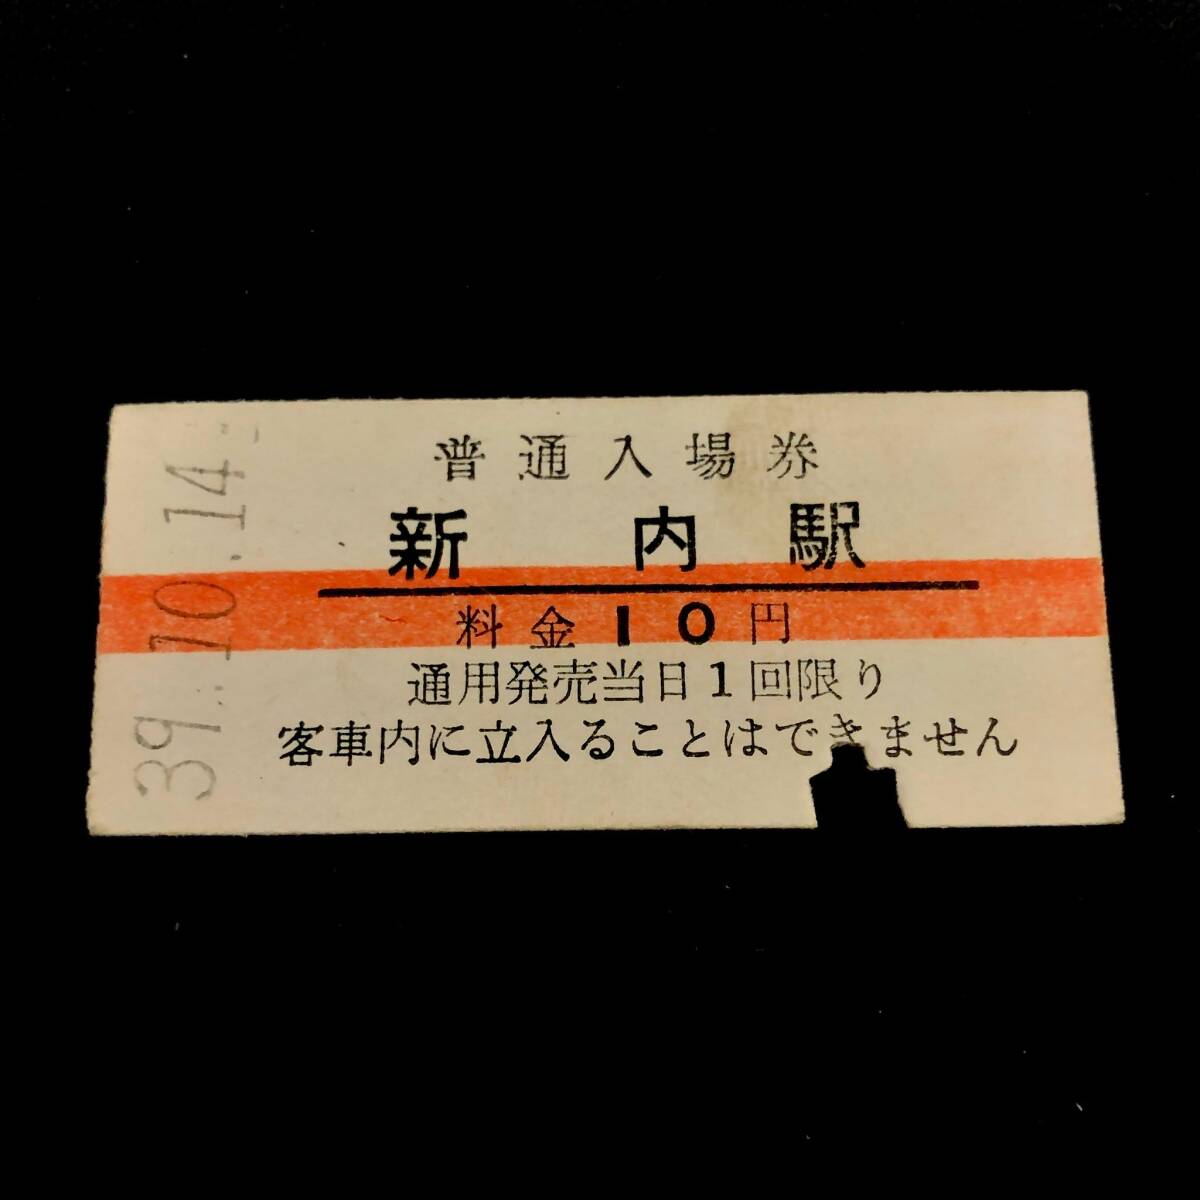 39.10.14
普通入場券
新内駅
料金10円
通用発売当日1回限り
客車内に立入ることはできません